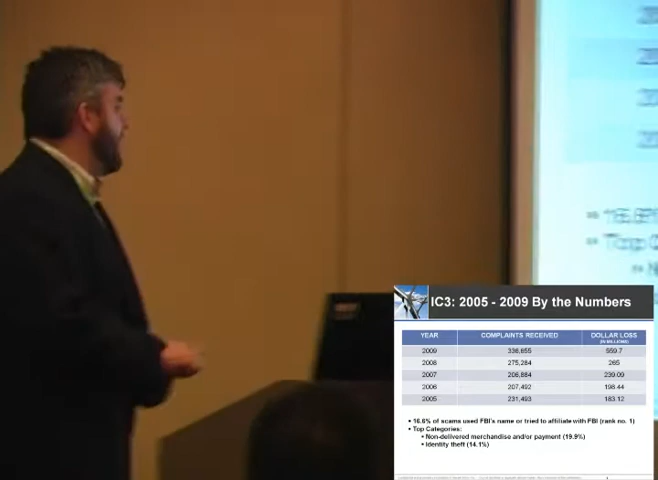 IC3: 2005 - 2009 By the Numbers
YEAR COMPLAINTS RECEIVED DOLLAR LOSS
(IN MILLIONS)
2009 336,655 559.7
2008 275,284 265
2007 206,884 239.09
2006 207,492 198.44
2005 231,493 183.12
• 16.6% of scams used FBI's name or tried to affiliate with FBI (rank no. 1)
• Top Categories:
• Non-delivered merchandise and/or payment (19.9%)
• Identity theft (14.1%)